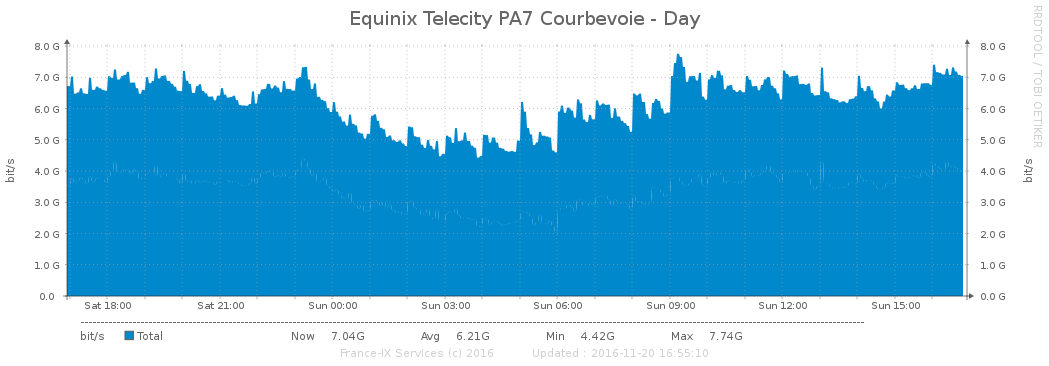 Equinix Telecity PA7 Courbevoie - Day
RRDTOOL / TOBI OETIKER
8.0 G 8.0 G
7.0 G 7.0 G
6.0 G 6.0 G
5.0 G 5.0 G
4.0 G 4.0 G
3.0 G 3.0 G
2.0 G 2.0 G
1.0 G 1.0 G
0.0 0.0 G
bit/s bit/s
Sat 18:00 Sat 21:00 Sun 00:00 Sun 03:00 Sun 06:00 Sun 09:00 Sun 12:00 Sun 15:00
bit/s Total Now 7.04G Avg 6.21G Min 4.42G Max 7.74G
France-IX Services (c) 2016 Updated : 2016-11-20 16:55:10